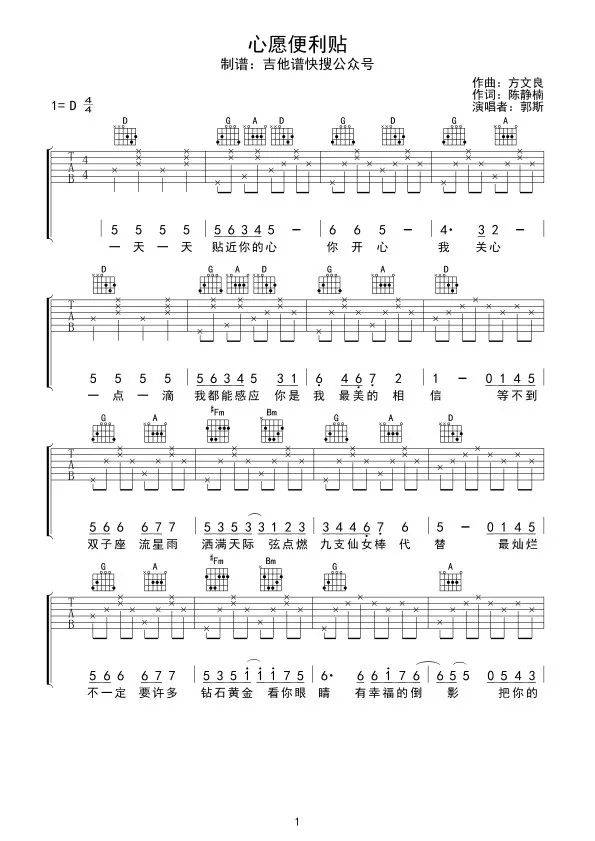 心愿便利贴
制谱：吉他谱快搜公众号
作曲：方文良
作词：陈静楠
演唱者：郭斯
1= D 4/4
D G A D G D G A
T A B 4 4
5 5 5 5 | 5 6 3 4 5 – | 6 6 5 – | 4· 3 2 – |
一 天 一 天 贴近你的心 你 开 心 我 关心
D G A D G A D
T A B
5 5 5 5 | 5 6 3 4 5 3 1 | 6 4 6 7 2 | 1 – 0 1 4 5 |
一 点 一 滴 我都能感应 你是 我 最美的 相 信 等不到
G A #Fm Bm G A D
T A B
5 6 6 6 7 7 | 5 3 5 3 3 1 2 3 | 3 4 4 6 7 6 | 5 – 0 1 4 5 |
双子座 流星雨 洒满天际 弦点燃 九支仙女棒 代 替 最灿烂
G A #Fm Bm G A D
T A B
5 6 6 6 7 7 | 5 3 5 1 1 1 7 5 | 6· 6 6 1 7 6 | 6 5 5 0 5 4 3 |
不一定 要许多 钻石黄金 看你眼 睛 有幸福的倒 影 把你的
1